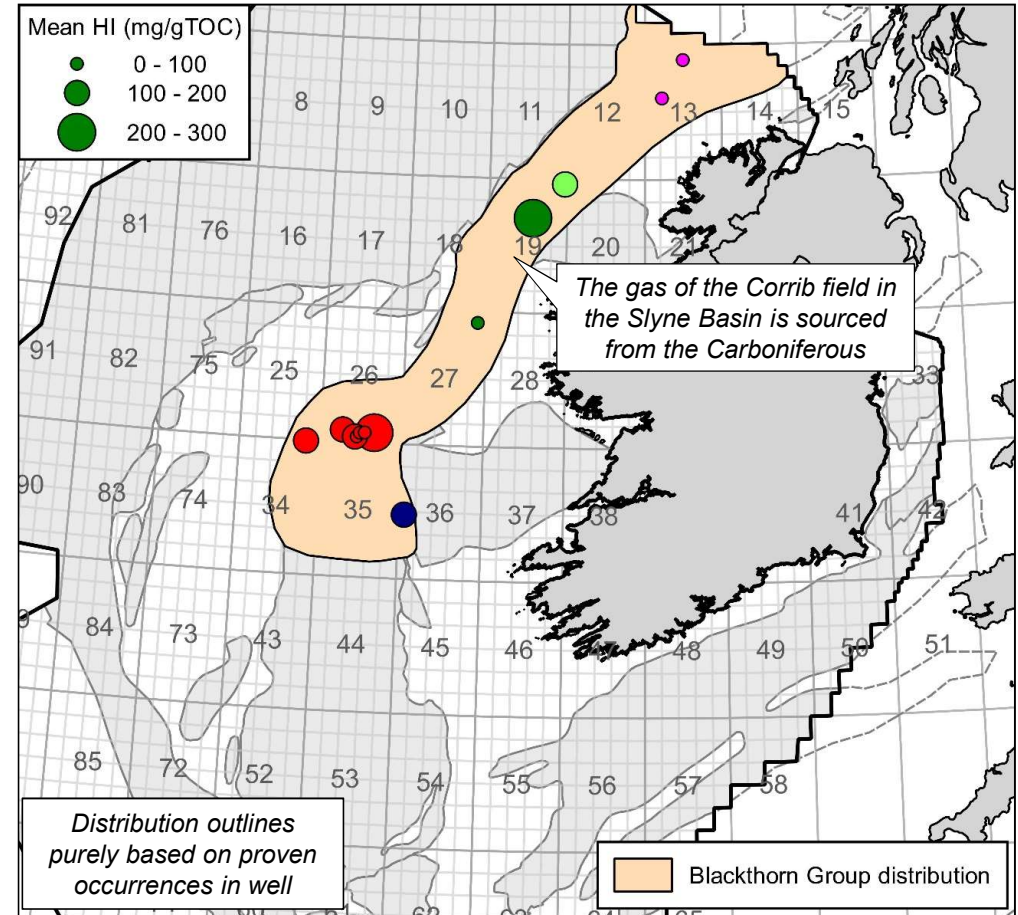 Mean HI (mg/gTOC)
0 - 100
100 - 200
200 - 300
8 9 10 11 12 13 14 15
92 81 76 16 17 18 19 20 21
The gas of the Corrib field in
the Slyne Basin is sourced
from the Carboniferous
91 82 75 25 26 27 28 33
90 83 74 34 35 36 37 38 41 42
84 73 43 44 45 46 47 48 49 50 51
85 72 52 53 54 55 56 57 58
Distribution outlines
purely based on proven
occurrences in well
Blackthorn Group distribution
62